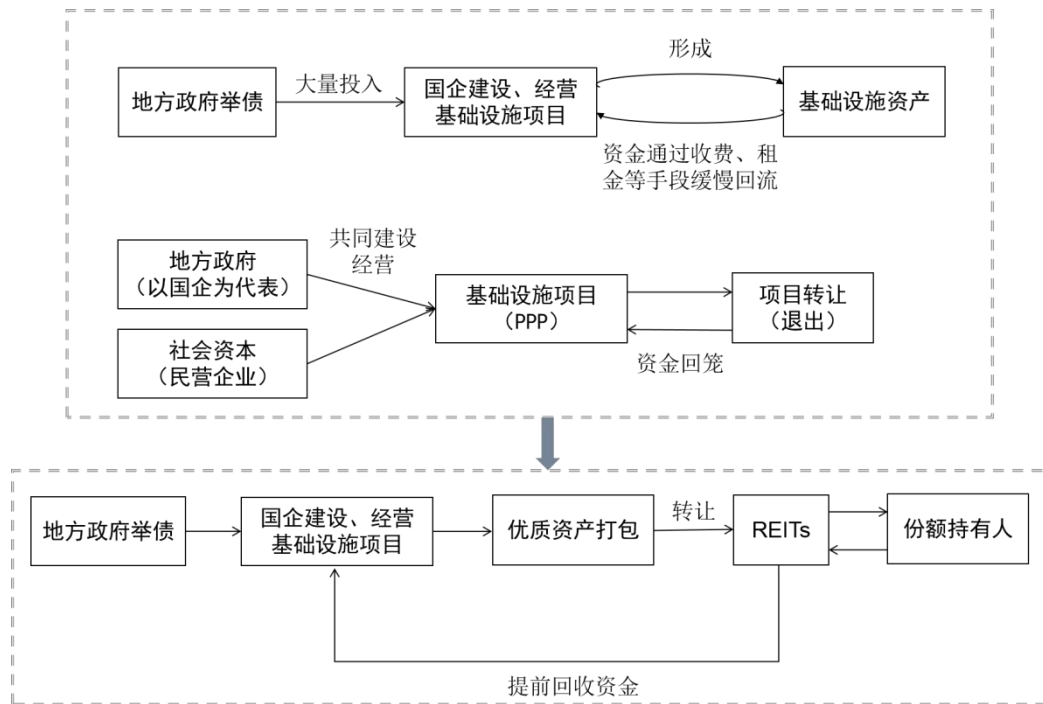 形成
地方政府举债
大量投入
国企建设、经营
基础设施项目
基础设施资产
资金通过收费、租
金等手段缓慢回流
共同建设
经营
地方政府
（以国企为代表）
基础设施项目
（PPP）
项目转让
（退出）
社会资本
（民营企业）
资金回笼
地方政府举债
国企建设、经营
基础设施项目
优质资产打包
转让
REITs
份额持有人
提前回收资金